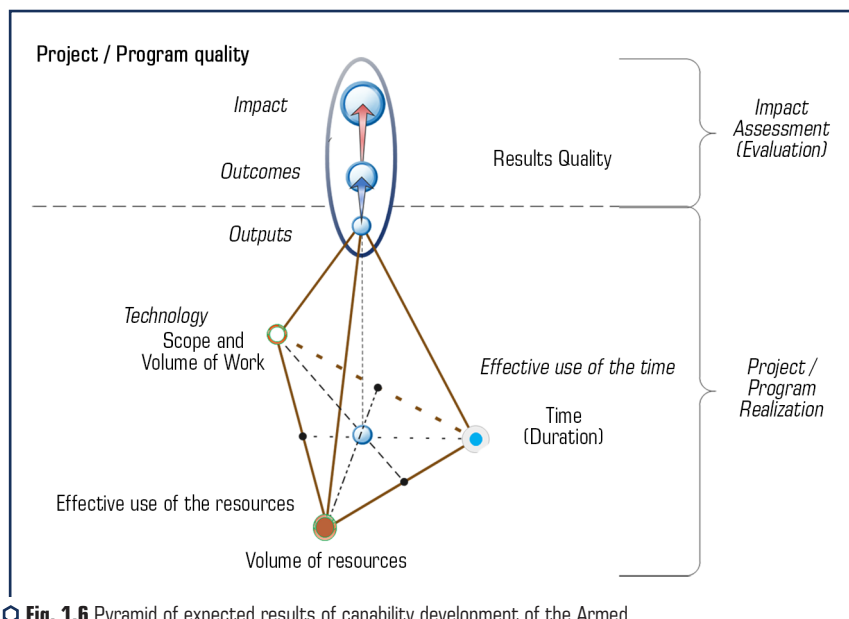 Project / Program quality
Impact
Outcomes
Outputs
Results Quality
Impact
Assessment
(Evaluation)
Technology
Scope and
Volume of Work
Effective use of the time
Time
(Duration)
Project /
Program
Realization
Effective use of the resources
Volume of resources
Fig. 1.6 Pyramid of expected results of capability development of the Armed